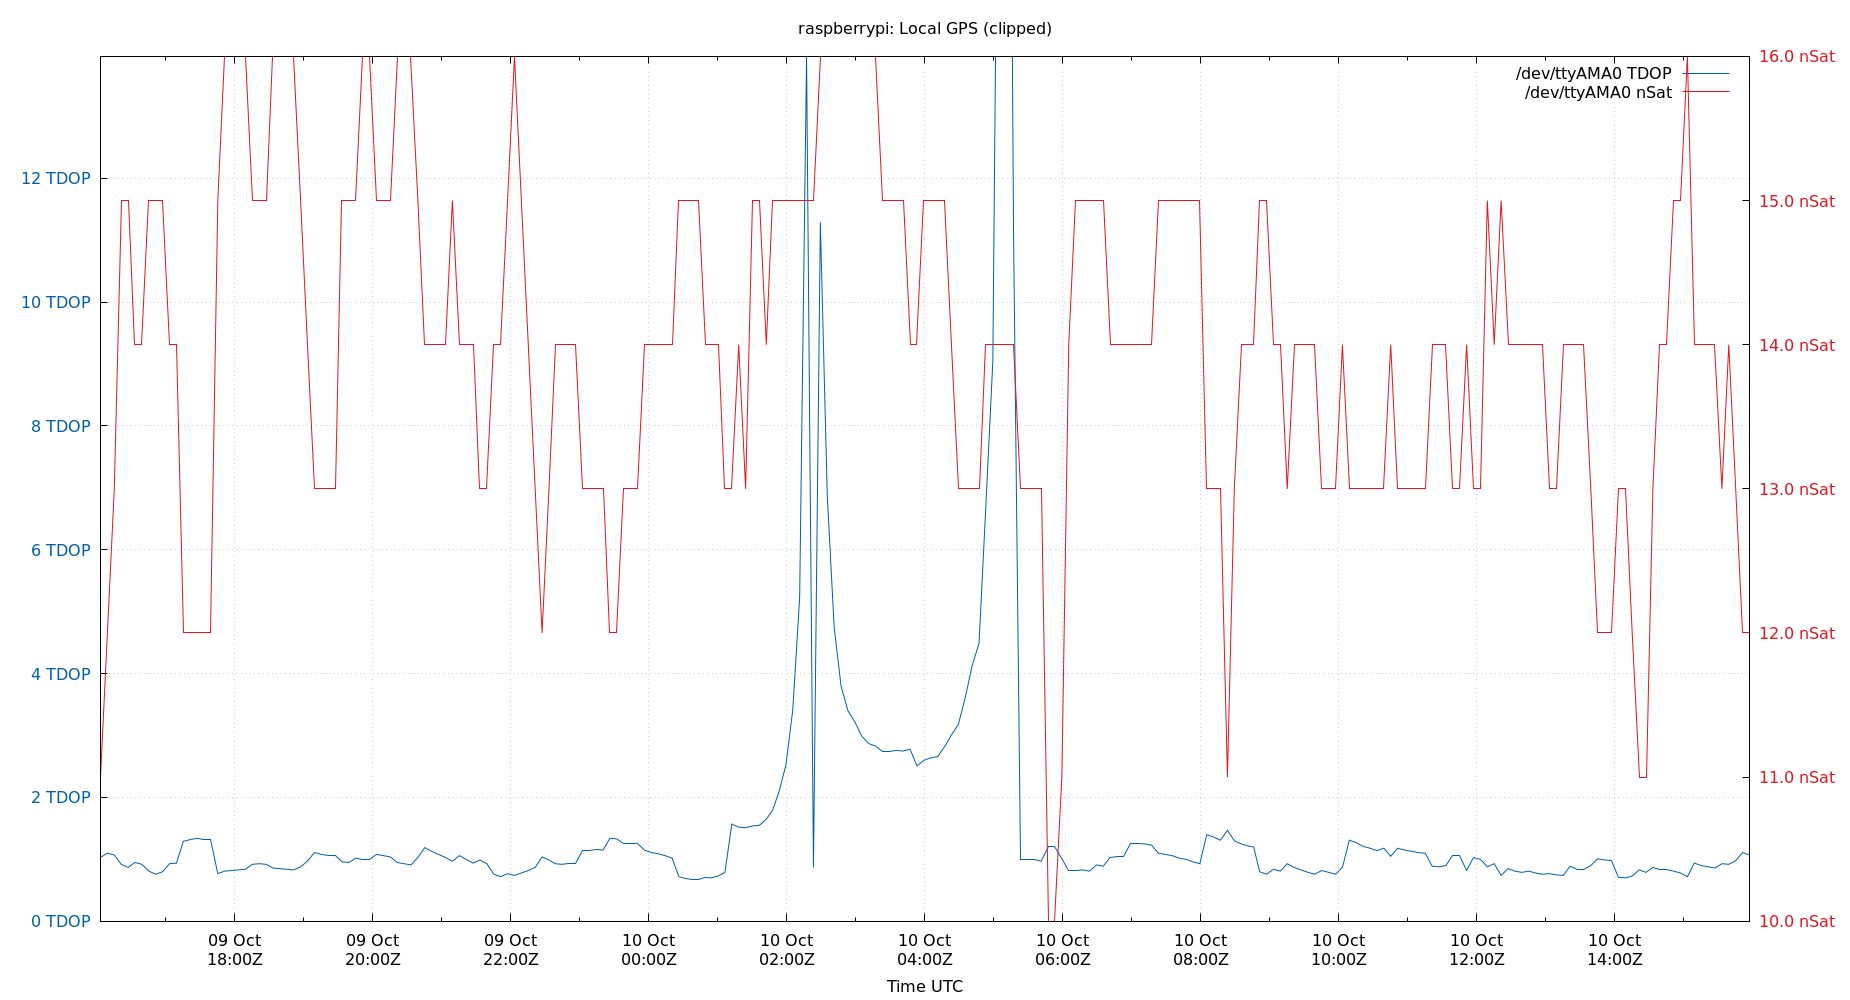 raspberrypi: Local GPS (clipped)
16.0 nSat
/dev/ttyAMA0 TDOP
/dev/ttyAMA0 nSat
12 TDOP
15.0 nSat
10 TDOP
14.0 nSat
8 TDOP
13.0 nSat
6 TDOP
12.0 nSat
4 TDOP
11.0 nSat
2 TDOP
0 TDOP
10.0 nSat
09 Oct 09 Oct 09 Oct 10 Oct 10 Oct 10 Oct 10 Oct 10 Oct 10 Oct 10 Oct 10 Oct
18:00Z 20:00Z 22:00Z 00:00Z 02:00Z 04:00Z 06:00Z 08:00Z 10:00Z 12:00Z 14:00Z
Time UTC